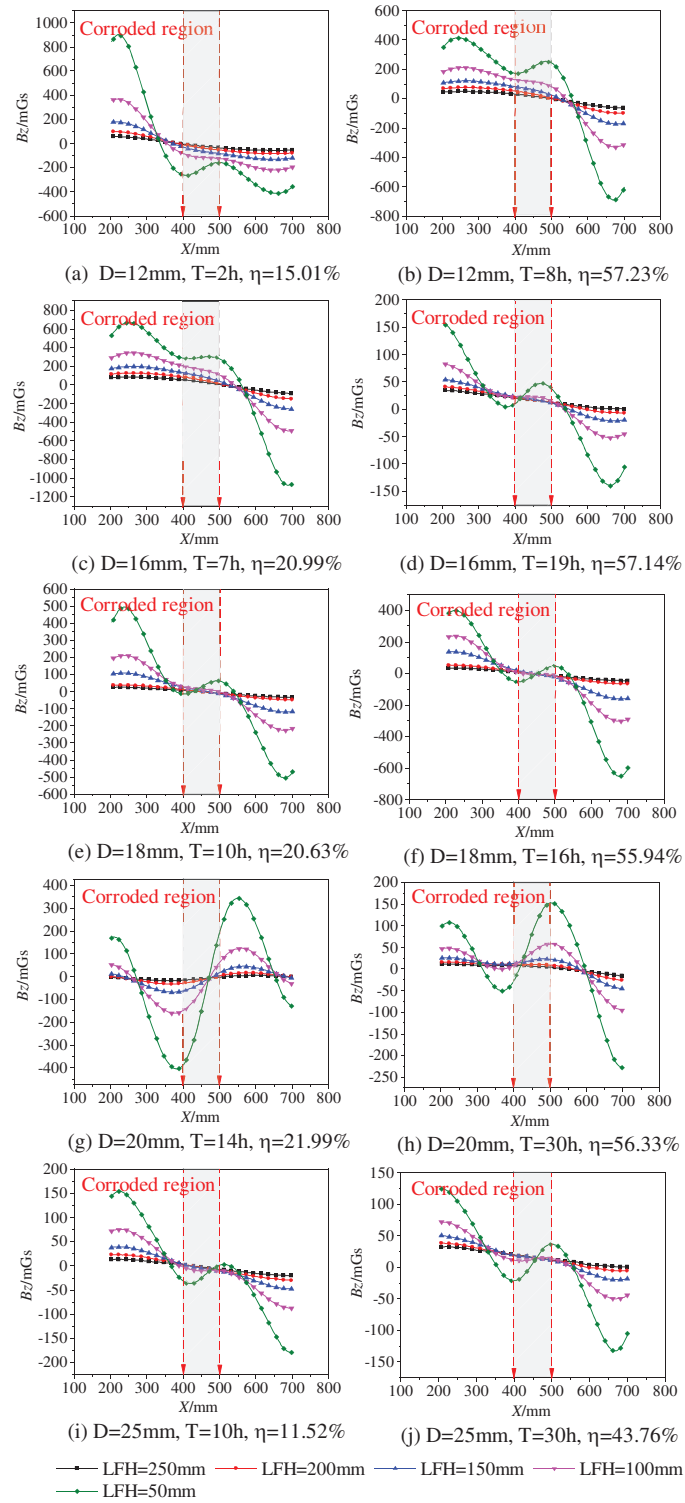 Corroded region
Bz/mGs
1000
800
600
400
200
0
-200
-400
-600
100 200 300 400 500 600 700 800
X/mm
(a) D=12mm, T=2h, η=15.01%
Corroded region
Bz/mGs
600
400
200
0
-200
-400
-600
-800
100 200 300 400 500 600 700 800
X/mm
(b) D=12mm, T=8h, η=57.23%
Corroded region
Bz/mGs
800
600
400
200
0
-200
-400
-600
-800
-1000
-1200
100 200 300 400 500 600 700 800
X/mm
(c) D=16mm, T=7h, η=20.99%
Corroded region
Bz/mGs
200
150
100
50
0
-50
-100
-150
100 200 300 400 500 600 700 800
X/mm
(d) D=16mm, T=19h, η=57.14%
Corroded region
Bz/mGs
600
500
400
300
200
100
0
-100
-200
-300
-400
-500
-600
100 200 300 400 500 600 700 800
X/mm
(e) D=18mm, T=10h, η=20.63%
Corroded region
Bz/mGs
400
200
0
-200
-400
-600
-800
100 200 300 400 500 600 700 800
X/mm
(f) D=18mm, T=16h, η=55.94%
Corroded region
Bz/mGs
400
300
200
100
0
-100
-200
-300
-400
100 200 300 400 500 600 700 800
X/mm
(g) D=20mm, T=14h, η=21.99%
Corroded region
Bz/mGs
200
150
100
50
0
-50
-100
-150
-200
-250
100 200 300 400 500 600 700 800
X/mm
(h) D=20mm, T=30h, η=56.33%
Corroded region
Bz/mGs
200
150
100
50
0
-50
-100
-150
-200
100 200 300 400 500 600 700 800
X/mm
(i) D=25mm, T=10h, η=11.52%
Corroded region
Bz/mGs
150
100
50
0
-50
-100
-150
100 200 300 400 500 600 700 800
X/mm
(j) D=25mm, T=30h, η=43.76%
LFH=250mm LFH=200mm LFH=150mm LFH=100mm
LFH=50mm